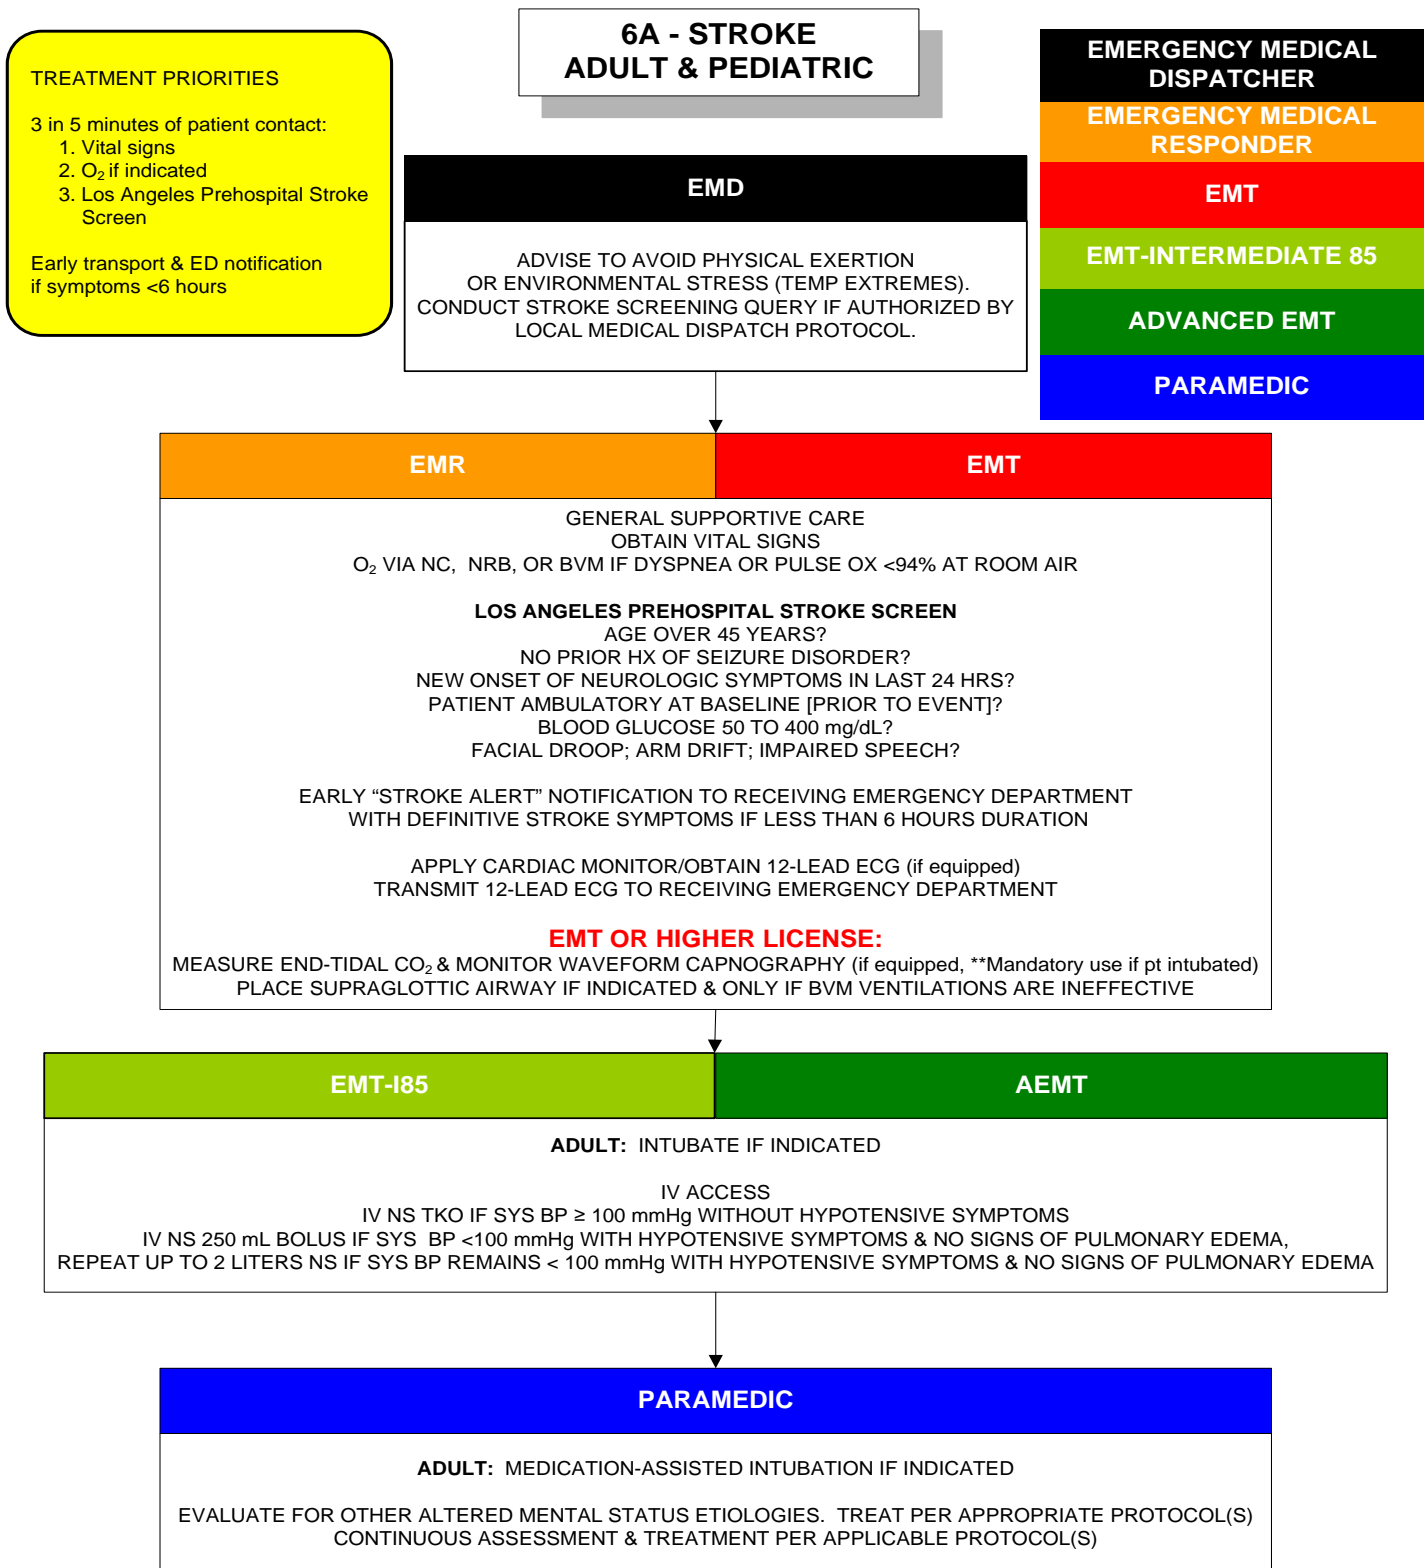 6A - STROKE
ADULT & PEDIATRIC
TREATMENT PRIORITIES
3 in 5 minutes of patient contact:
1. Vital signs
2. O₂ if indicated
3. Los Angeles Prehospital Stroke
Screen
Early transport & ED notification
if symptoms <6 hours
EMERGENCY MEDICAL
DISPATCHER
EMERGENCY MEDICAL
RESPONDER
EMT
EMT-INTERMEDIATE 85
ADVANCED EMT
PARAMEDIC
EMD
ADVISE TO AVOID PHYSICAL EXERTION
OR ENVIRONMENTAL STRESS (TEMP EXTREMES).
CONDUCT STROKE SCREENING QUERY IF AUTHORIZED BY
LOCAL MEDICAL DISPATCH PROTOCOL.
EMR
EMT
GENERAL SUPPORTIVE CARE
OBTAIN VITAL SIGNS
O₂ VIA NC, NRB, OR BVM IF DYSPNEA OR PULSE OX <94% AT ROOM AIR
LOS ANGELES PREHOSPITAL STROKE SCREEN
AGE OVER 45 YEARS?
NO PRIOR HX OF SEIZURE DISORDER?
NEW ONSET OF NEUROLOGIC SYMPTOMS IN LAST 24 HRS?
PATIENT AMBULATORY AT BASELINE [PRIOR TO EVENT]?
BLOOD GLUCOSE 50 TO 400 mg/dL?
FACIAL DROOP; ARM DRIFT; IMPAIRED SPEECH?
EARLY “STROKE ALERT” NOTIFICATION TO RECEIVING EMERGENCY DEPARTMENT
WITH DEFINITIVE STROKE SYMPTOMS IF LESS THAN 6 HOURS DURATION
APPLY CARDIAC MONITOR/OBTAIN 12-LEAD ECG (if equipped)
TRANSMIT 12-LEAD ECG TO RECEIVING EMERGENCY DEPARTMENT
EMT OR HIGHER LICENSE:
MEASURE END-TIDAL CO₂ & MONITOR WAVEFORM CAPNOGRAPHY (if equipped, **Mandatory use if pt intubated)
PLACE SUPRAGLOTTIC AIRWAY IF INDICATED & ONLY IF BVM VENTILATIONS ARE INEFFECTIVE
EMT-I85
AEMT
ADULT: INTUBATE IF INDICATED
IV ACCESS
IV NS TKO IF SYS BP ≥ 100 mmHg WITHOUT HYPOTENSIVE SYMPTOMS
IV NS 250 mL BOLUS IF SYS BP <100 mmHg WITH HYPOTENSIVE SYMPTOMS & NO SIGNS OF PULMONARY EDEMA,
REPEAT UP TO 2 LITERS NS IF SYS BP REMAINS < 100 mmHg WITH HYPOTENSIVE SYMPTOMS & NO SIGNS OF PULMONARY EDEMA
PARAMEDIC
ADULT: MEDICATION-ASSISTED INTUBATION IF INDICATED
EVALUATE FOR OTHER ALTERED MENTAL STATUS ETIOLOGIES. TREAT PER APPROPRIATE PROTOCOL(S)
CONTINUOUS ASSESSMENT & TREATMENT PER APPLICABLE PROTOCOL(S)